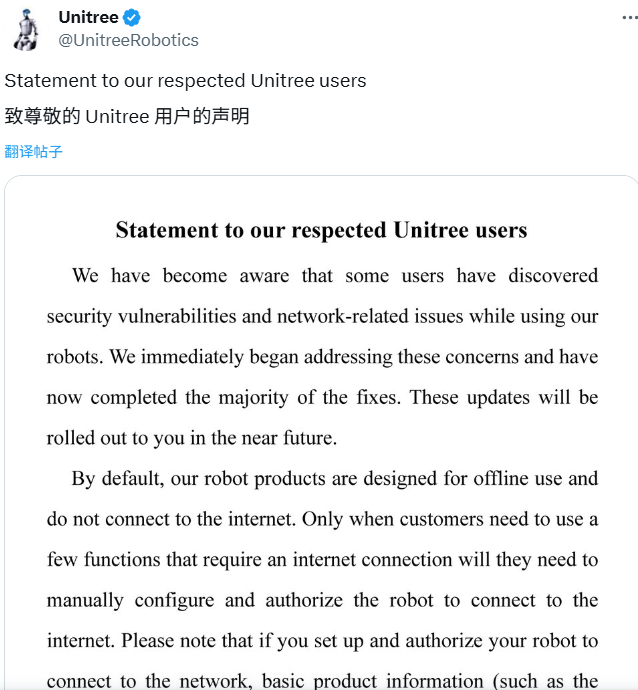 Unitree
@UnitreeRobotics
Statement to our respected Unitree users
致尊敬的 Unitree 用户的声明
翻译帖子
Statement to our respected Unitree users
We have become aware that some users have discovered
security vulnerabilities and network-related issues while using our
robots. We immediately began addressing these concerns and have
now completed the majority of the fixes. These updates will be
rolled out to you in the near future.
By default, our robot products are designed for offline use and
do not connect to the internet. Only when customers need to use a
few functions that require an internet connection will they need to
manually configure and authorize the robot to connect to the
internet. Please note that if you set up and authorize your robot to
connect to the network, basic product information (such as the